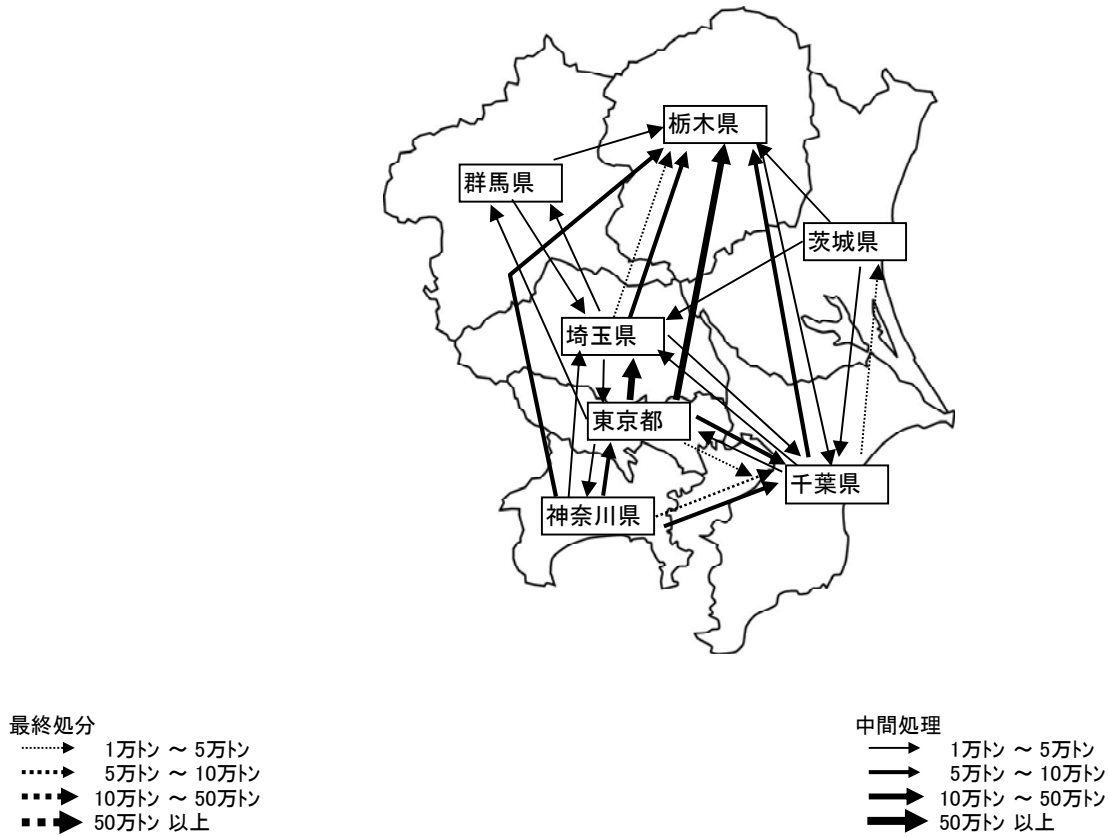 栃木県
群馬県
茨城県
埼玉県
東京都
千葉県
神奈川県
最終処分
1万トン ~ 5万トン
5万トン ~ 10万トン
10万トン ~ 50万トン
50万トン 以上
中間処理
1万トン ~ 5万トン
5万トン ~ 10万トン
10万トン ~ 50万トン
50万トン 以上